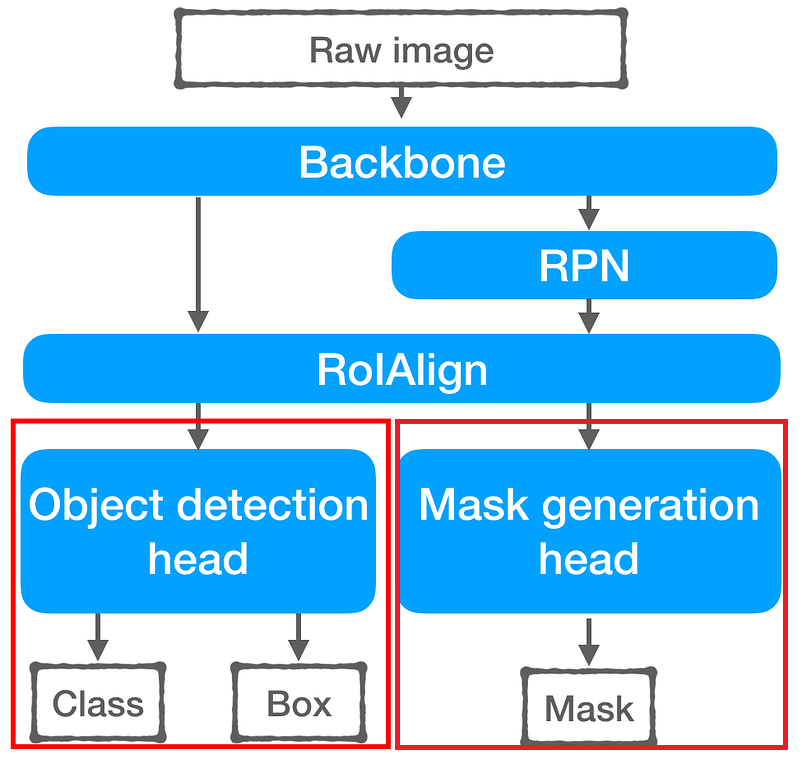 Raw image
Backbone
RPN
RoIAlign
Object detection
head
Mask generation
head
Class
Box
Mask